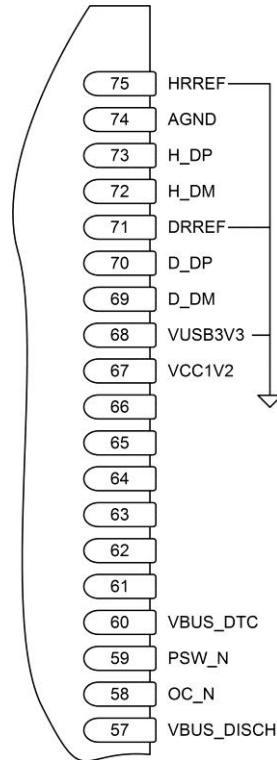 75 HRREF
74 AGND
73 H_DP
72 H_DM
71 DRREF
70 D_DP
69 D_DM
68 VUSB3V3
67 VCC1V2
66
65
64
63
62
61
60 VBUS_DTC
59 PSW_N
58 OC_N
57 VBUS_DISCH